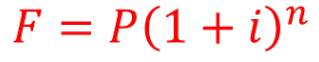 F = P(1 + i)ⁿ